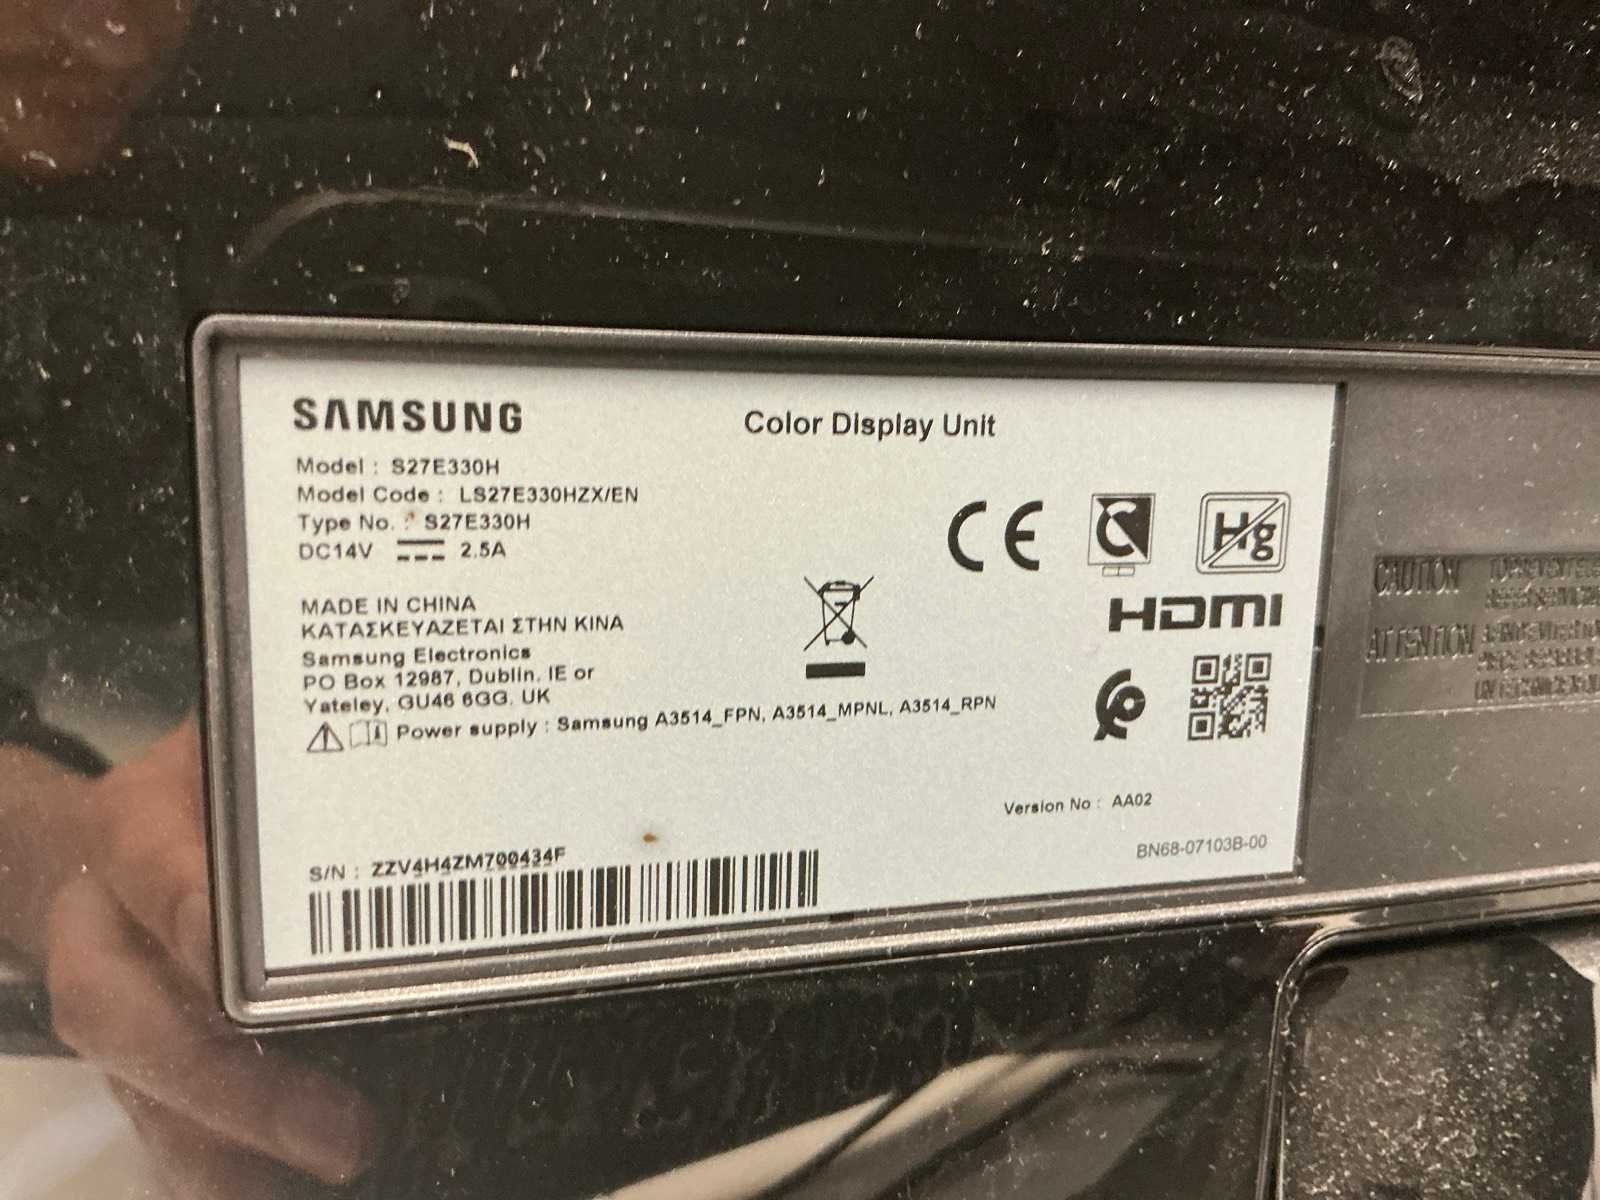 SAMSUNG
Color Display Unit
Model : S27E330H
Model Code : LS27E330HZX/EN
Type No. : S27E330H
DC14V 2.5A
CE
Hg
HDMI
MADE IN CHINA
ΚΑΤΑΣΚΕΥΑΖΕΤΑΙ ΣΤΗΝ ΚΙΝΑ
Samsung Electronics
PO Box 12987, Dublin. IE or
Yateley, GU46 6GG. UK
Power supply : Samsung A3514_FPN, A3514_MPNL, A3514_RPN
Version No : AA02
S/N : ZZV4H4ZM700434F
BN68-07103B-00
CAUTION
ATTENTION